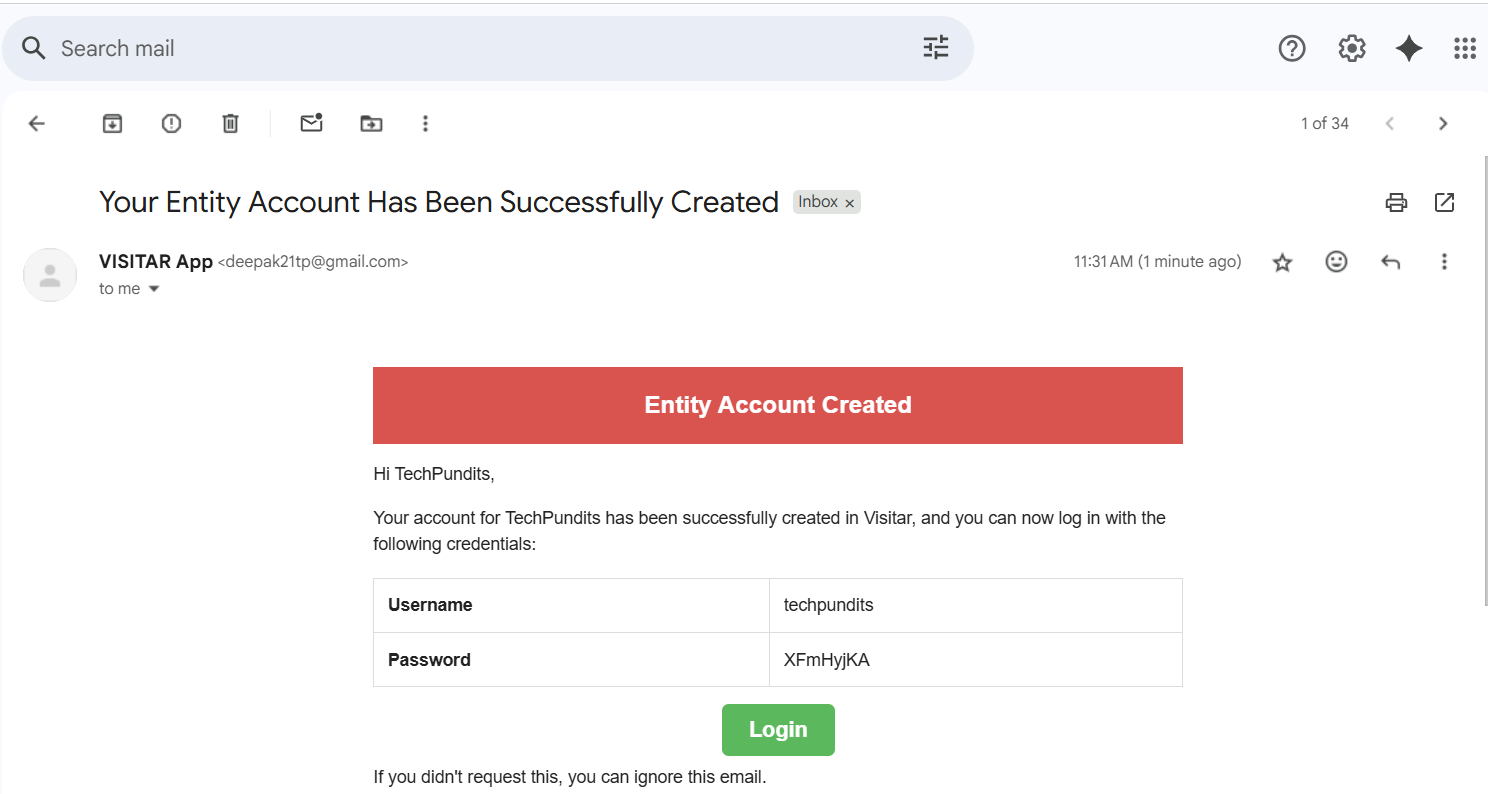 Search mail
1 of 34
Your Entity Account Has Been Successfully Created Inbox ×
VISITAR App <deepak21tp@gmail.com> 11:31 AM (1 minute ago)
to me
Entity Account Created
Hi TechPundits,
Your account for TechPundits has been successfully created in Visitar, and you can now log in with the
following credentials:
Username techpundits
Password XFmHyjKA
Login
If you didn't request this, you can ignore this email.